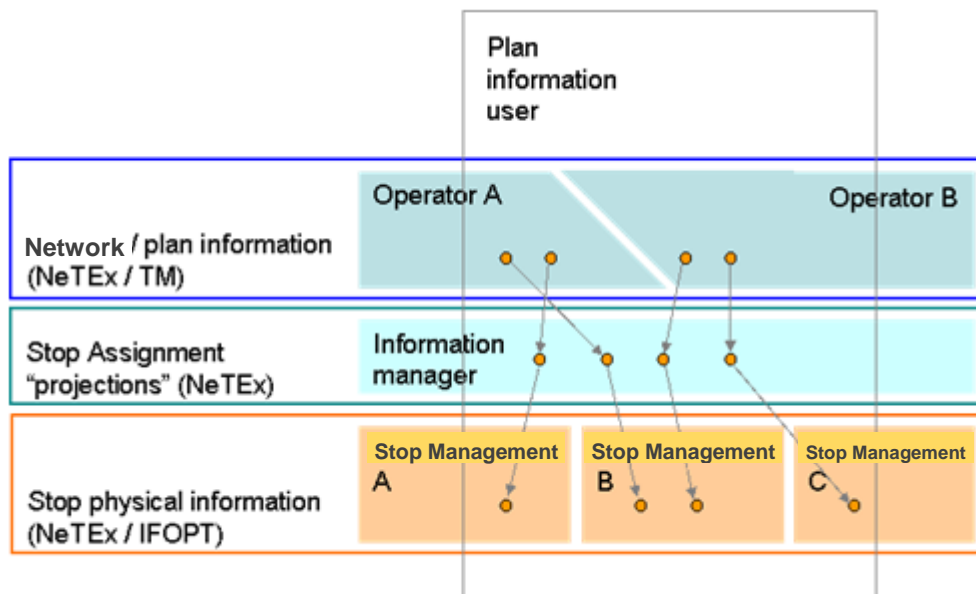 Plan
information
user
Operator A
Operator B
Network / plan information
(NeTEx / TM)
Stop Assignment
“projections” (NeTEx)
Information
manager
Stop Management
A
Stop Management
B
Stop Management
C
Stop physical information
(NeTEx / IFOPT)